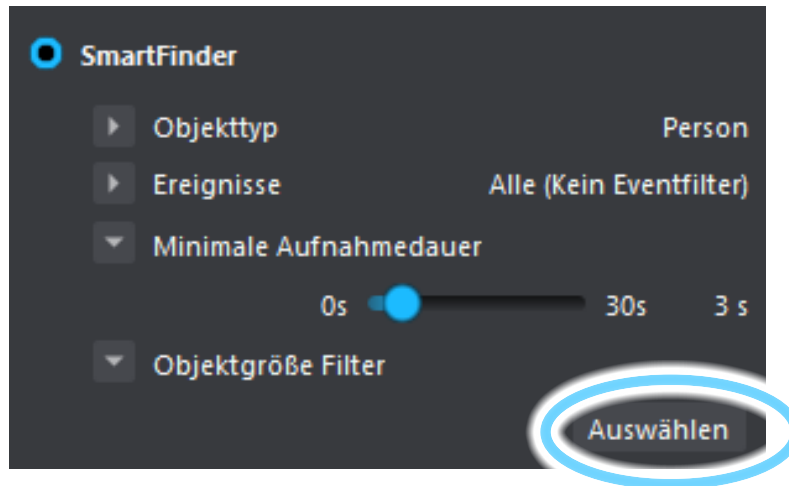 SmartFinder
Objekttyp Person
Ereignisse Alle (Kein Eventfilter)
Minimale Aufnahmedauer
0s 30s 3 s
Objektgröße Filter
Auswählen